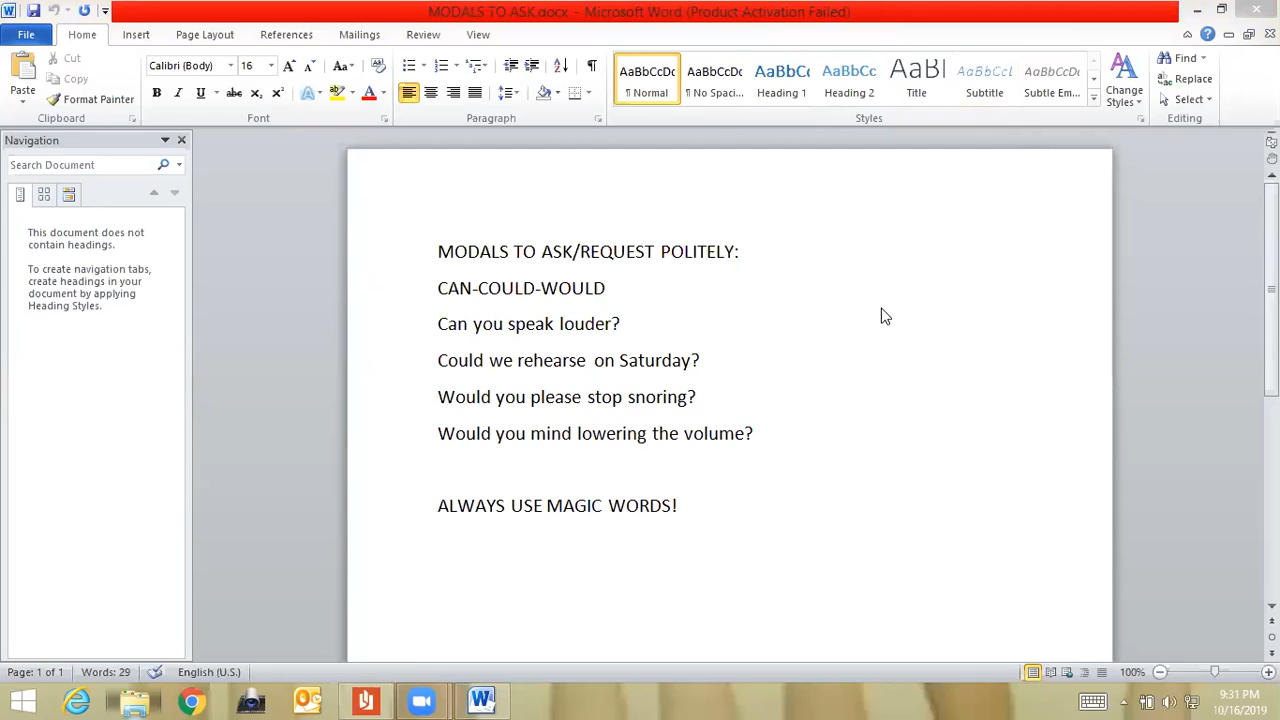 MODALS TO ASK.docx - Microsoft Word (Product Activation Failed)
File Home Insert Page Layout References Mailings Review View
Paste
Cut
Copy
Format Painter
Clipboard
Calibri (Body) 16
Font
Paragraph
AaBbCcDc AaBbCcDc AaBbCc AaBbCc AaBl AaBbCcDc AaBbCcDc
¶ Normal ¶ No Spaci... Heading 1 Heading 2 Title Subtitle Subtle Em...
Styles
Change
Styles
Find
Replace
Select
Editing
Navigation
Search Document
This document does not
contain headings.
To create navigation tabs,
create headings in your
document by applying
Heading Styles.
MODALS TO ASK/REQUEST POLITELY:
CAN-COULD-WOULD
Can you speak louder?
Could we rehearse on Saturday?
Would you please stop snoring?
Would you mind lowering the volume?
ALWAYS USE MAGIC WORDS!
Page: 1 of 1 Words: 29 English (U.S.) 100%
9:31 PM
10/16/2019